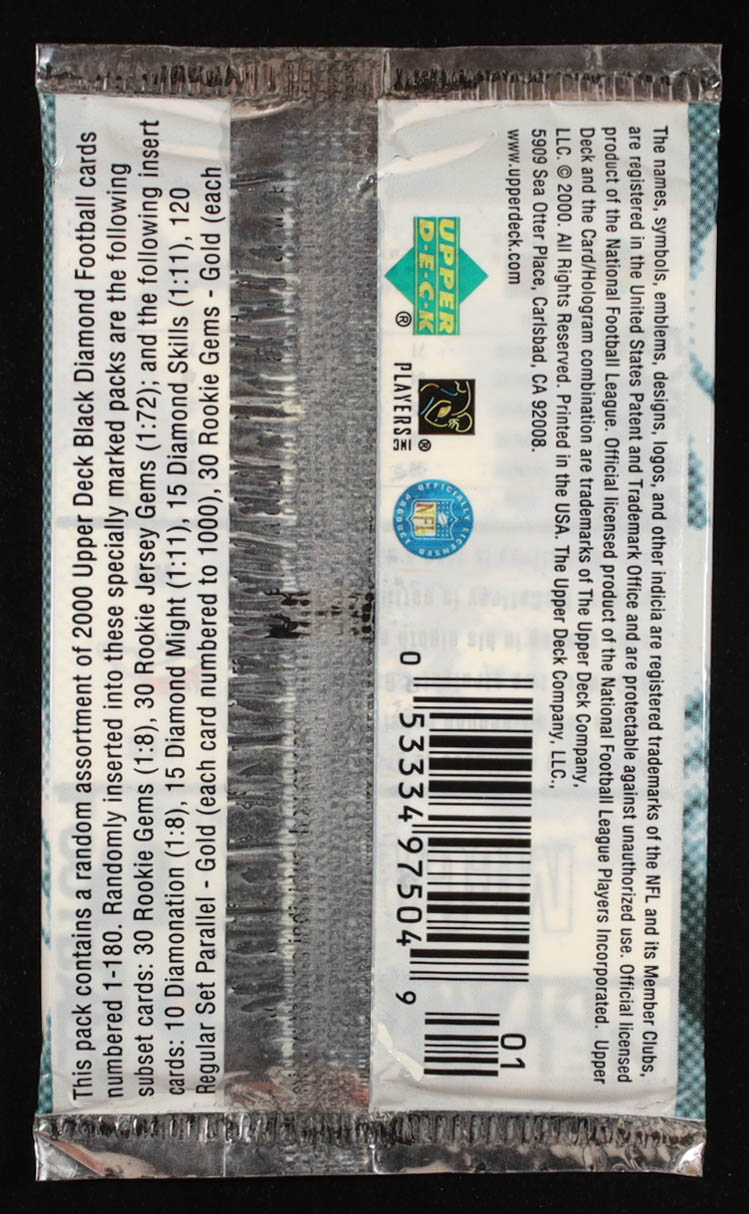 The names, symbols, emblems, designs, logos, and other indicia are registered trademarks of the NFL and its Member Clubs,
are registered in the United States Patent and Trademark Office and are protectable against unauthorized use. Official licensed
product of the National Football League. Official licensed product of the National Football League Players Incorporated. Upper
Deck and the Card/Hologram combination are trademarks of The Upper Deck Company,
LLC. © 2000. All Rights Reserved. Printed in the USA. The Upper Deck Company, LLC.,
5909 Sea Otter Place, Carlsbad, CA 92008.
www.upperdeck.com
UPPER
D·E·C·K
®
PLAYERS INC
®
OFFICIALLY LICENSED PRODUCT
NFL
0 53334 97504 9
01
This pack contains a random assortment of 2000 Upper Deck Black Diamond Football cards
numbered 1-180. Randomly inserted into these specially marked packs are the following
subset cards: 30 Rookie Gems (1:8), 30 Rookie Jersey Gems (1:72); and the following insert
cards: 10 Diamonation (1:8), 15 Diamond Might (1:11), 15 Diamond Skills (1:11), 120
Regular Set Parallel - Gold (each card numbered to 1000), 30 Rookie Gems - Gold (each